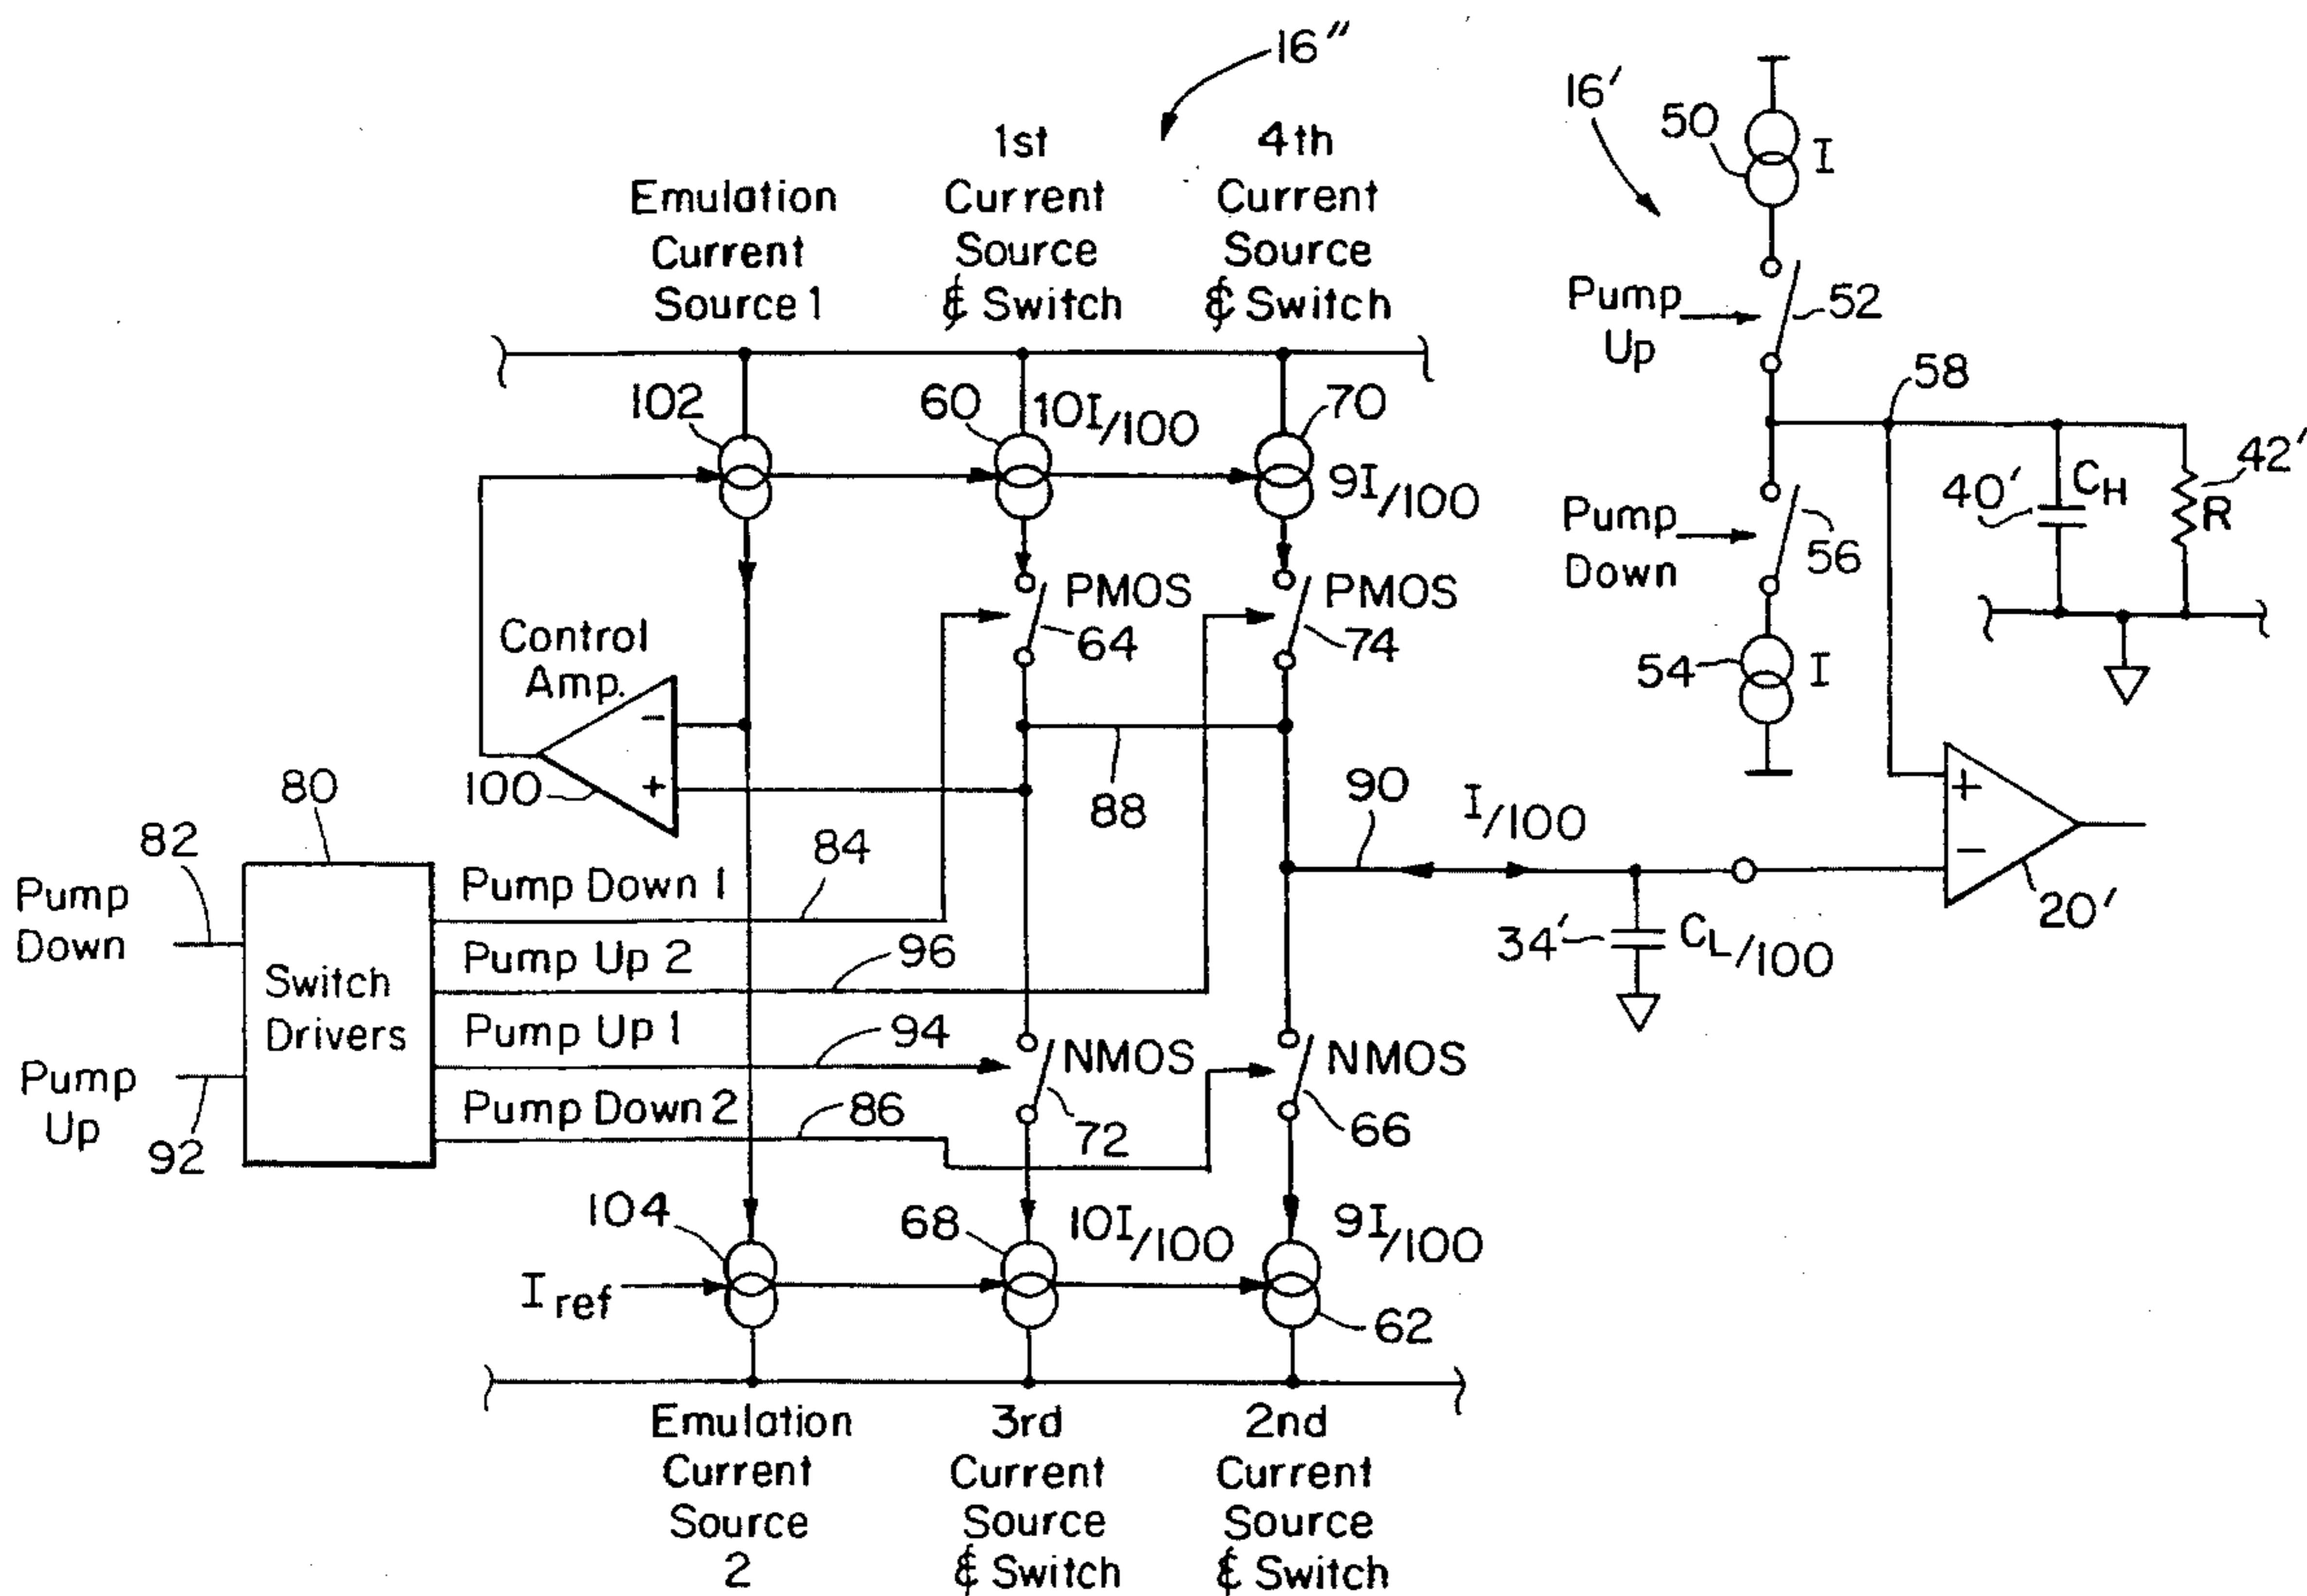 16"
1st
Current
Source
& Switch
4th
Current
Source
& Switch
Emulation
Current
Source 1
102
60
10I/100
70
9I/100
PMOS
64
PMOS
74
Control
Amp.
−
+
100
88
80
82
Pump
Down
Switch
Drivers
Pump
Up
92
Pump Down 1
84
Pump Up 2
96
Pump Up 1
94
Pump Down 2
86
NMOS
72
NMOS
66
90
I/100
34'
CL/100
104
Iref
68
10I/100
9I/100
62
Emulation
Current
Source
2
3rd
Current
Source
& Switch
2nd
Current
Source
& Switch
16'
50
I
Pump
Up
52
58
Pump
Down
56
54
I
40'
CH
42'
R
+
−
20'